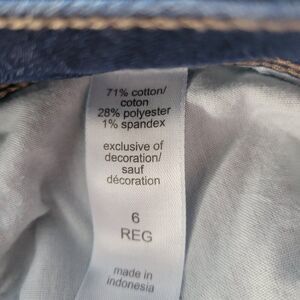 71% cotton/
coton
28% polyester
1% spandex
exclusive of
decoration/
sauf
décoration
6
REG
made in
indonesia